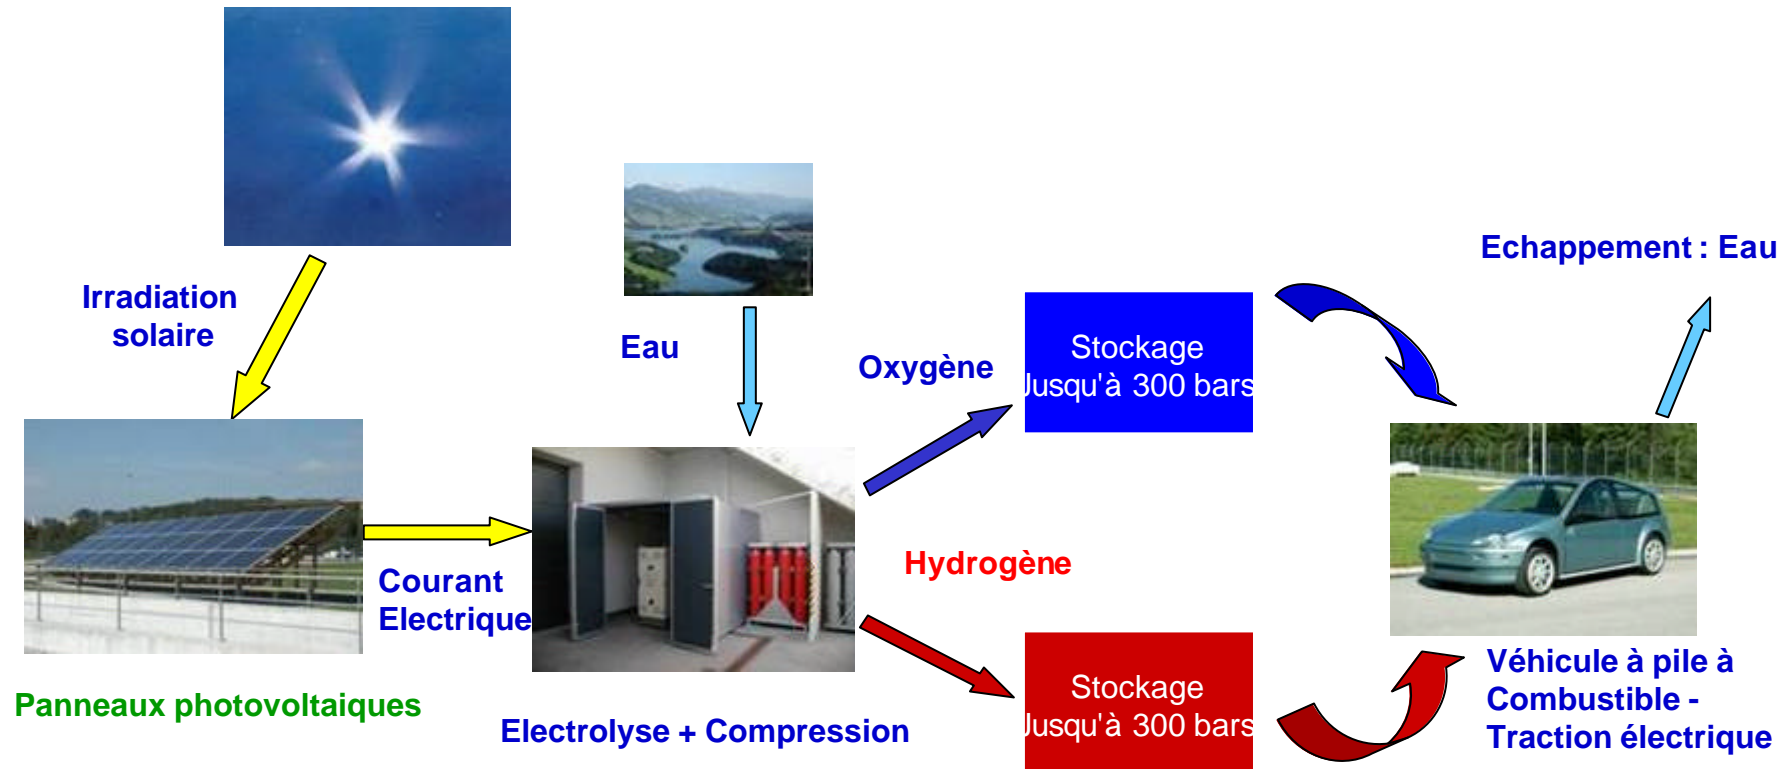 Irradiation
solaire
Eau
Oxygène
Stockage
Jusqu'à 300 bars
Echappement : Eau
Courant
Electrique
Hydrogène
Panneaux photovoltaiques
Electrolyse + Compression
Stockage
Jusqu'à 300 bars
Véhicule à pile à
Combustible -
Traction électrique